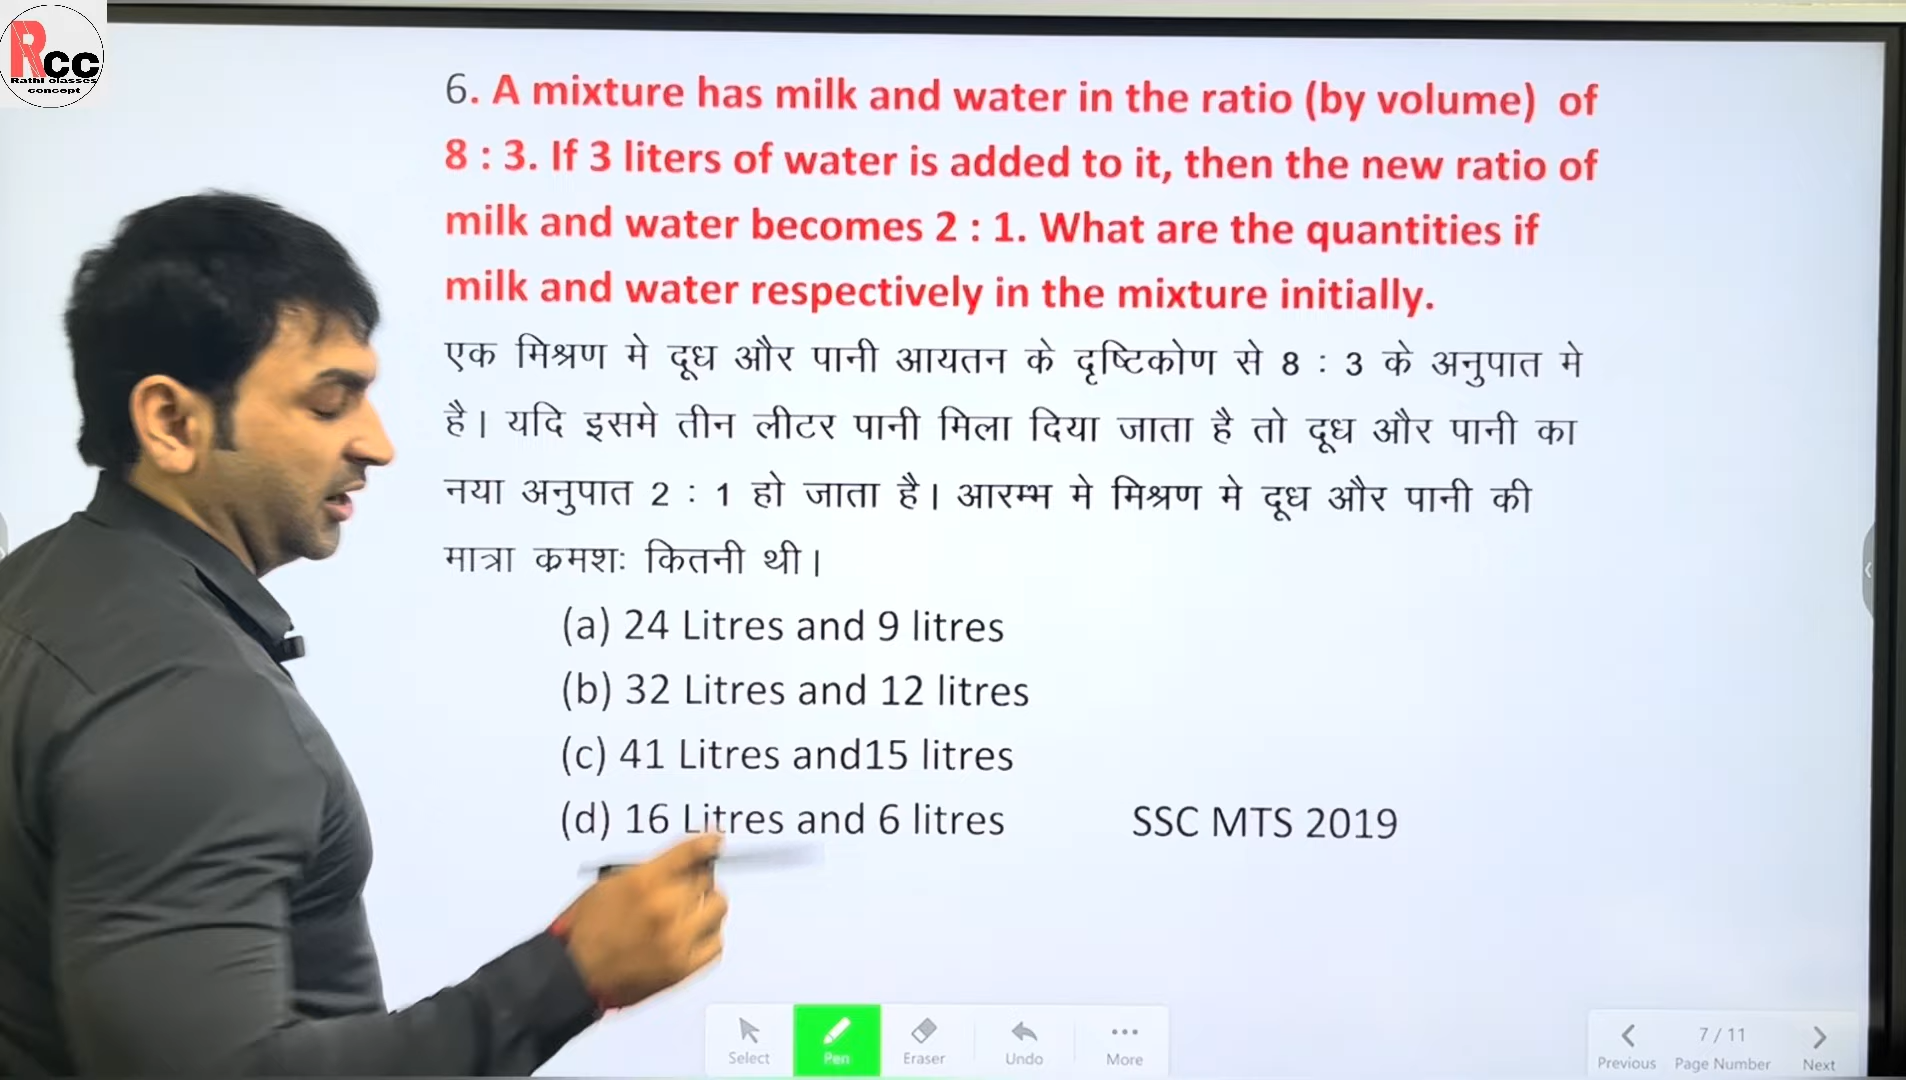 Rcc
Rathi classes
concept
6. A mixture has milk and water in the ratio (by volume) of
8 : 3. If 3 liters of water is added to it, then the new ratio of
milk and water becomes 2 : 1. What are the quantities if
milk and water respectively in the mixture initially.
एक मिश्रण मे दूध और पानी आयतन के दृष्टिकोण से 8 : 3 के अनुपात मे
है। यदि इसमे तीन लीटर पानी मिला दिया जाता है तो दूध और पानी का
नया अनुपात 2 : 1 हो जाता है। आरम्भ मे मिश्रण मे दूध और पानी की
मात्रा कमशः कितनी थी।
(a) 24 Litres and 9 litres
(b) 32 Litres and 12 litres
(c) 41 Litres and15 litres
(d) 16 Litres and 6 litres SSC MTS 2019
Select Pen Eraser Undo More
7 / 11
Previous Page Number Next